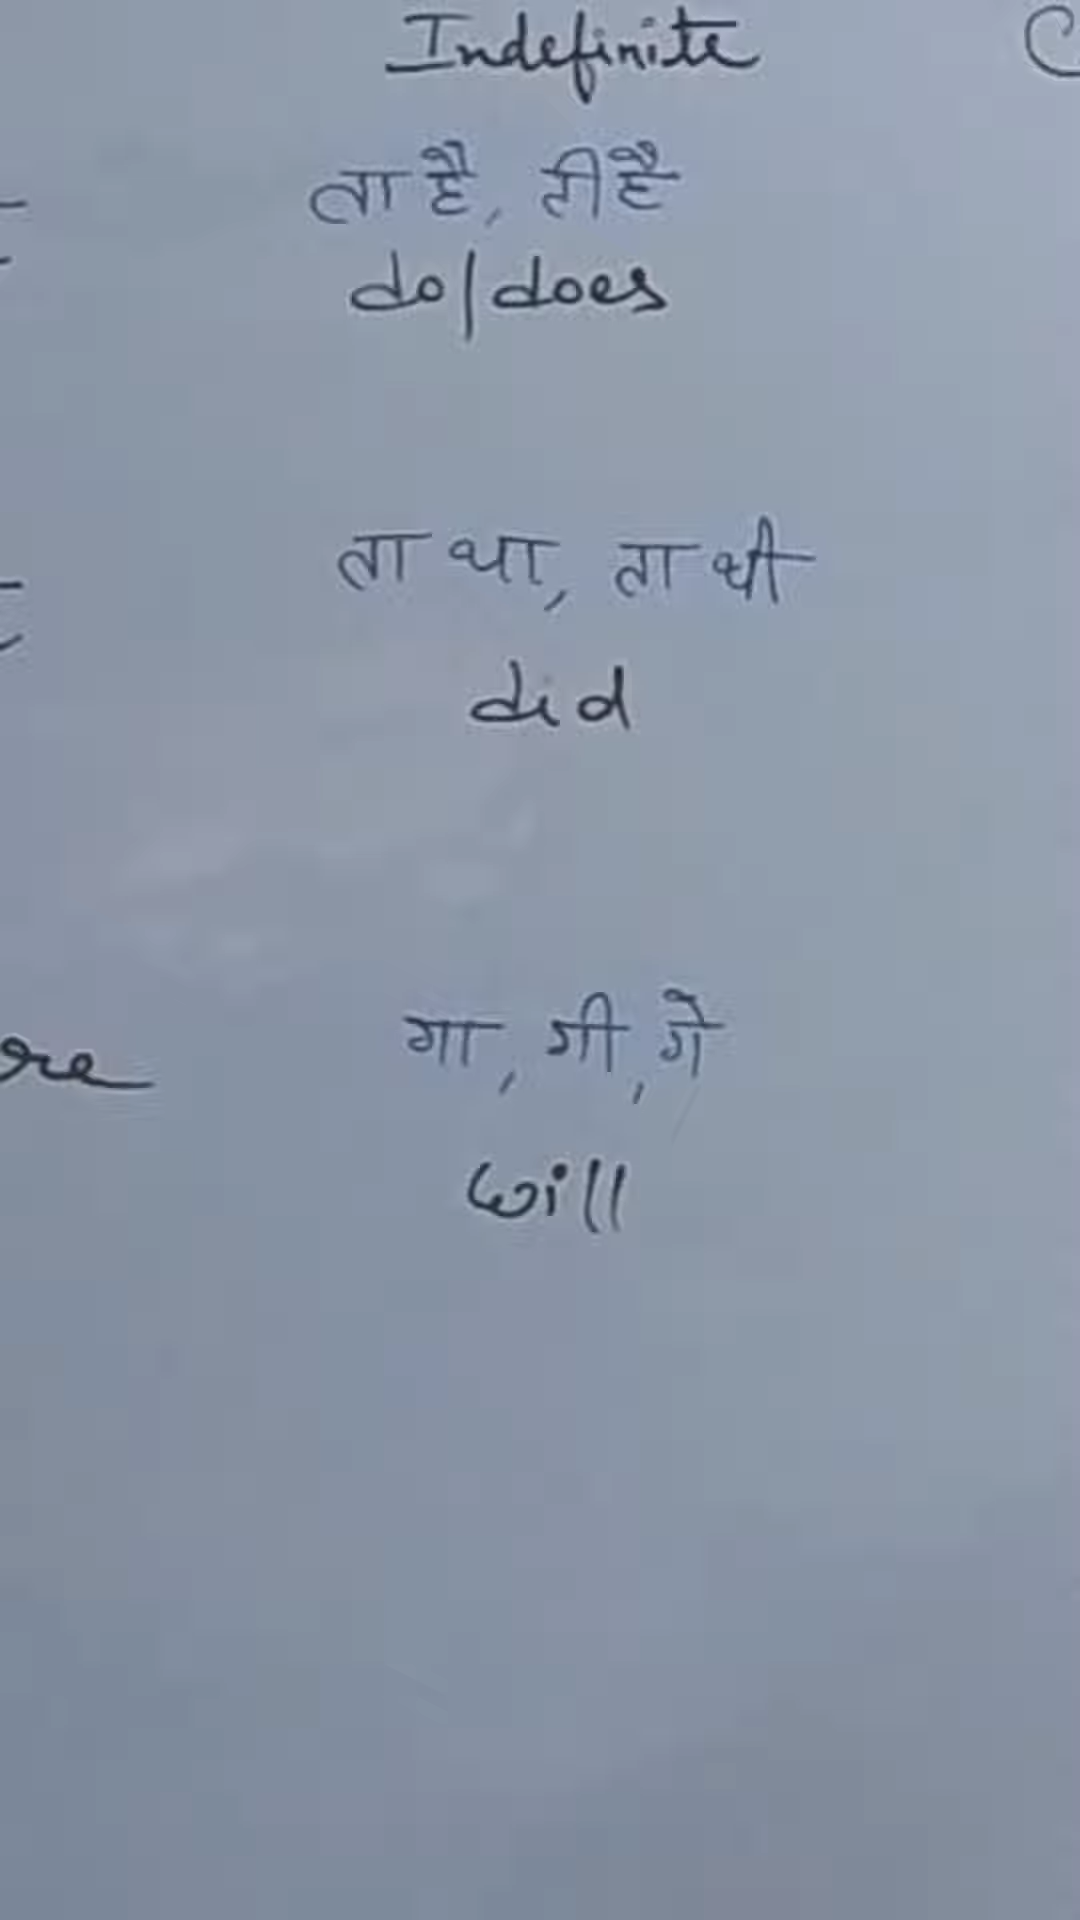 Indefinite
ता है, ती है
do/does
ता था, ता थी
did
गा, गी, गे
will